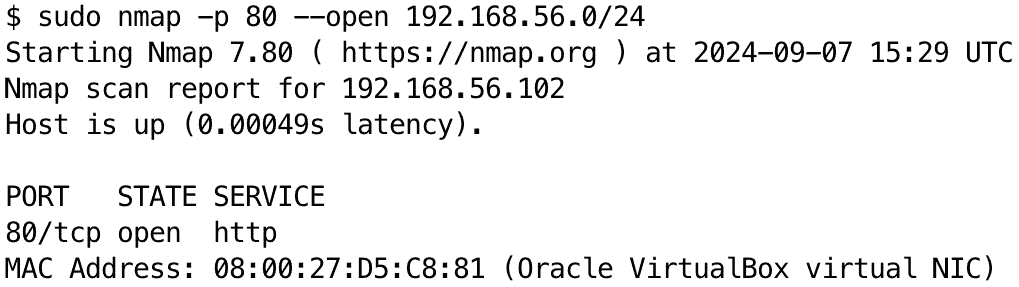 $ sudo nmap -p 80 --open 192.168.56.0/24
Starting Nmap 7.80 ( https://nmap.org ) at 2024-09-07 15:29 UTC
Nmap scan report for 192.168.56.102
Host is up (0.00049s latency).

PORT   STATE SERVICE
80/tcp open  http
MAC Address: 08:00:27:D5:C8:81 (Oracle VirtualBox virtual NIC)